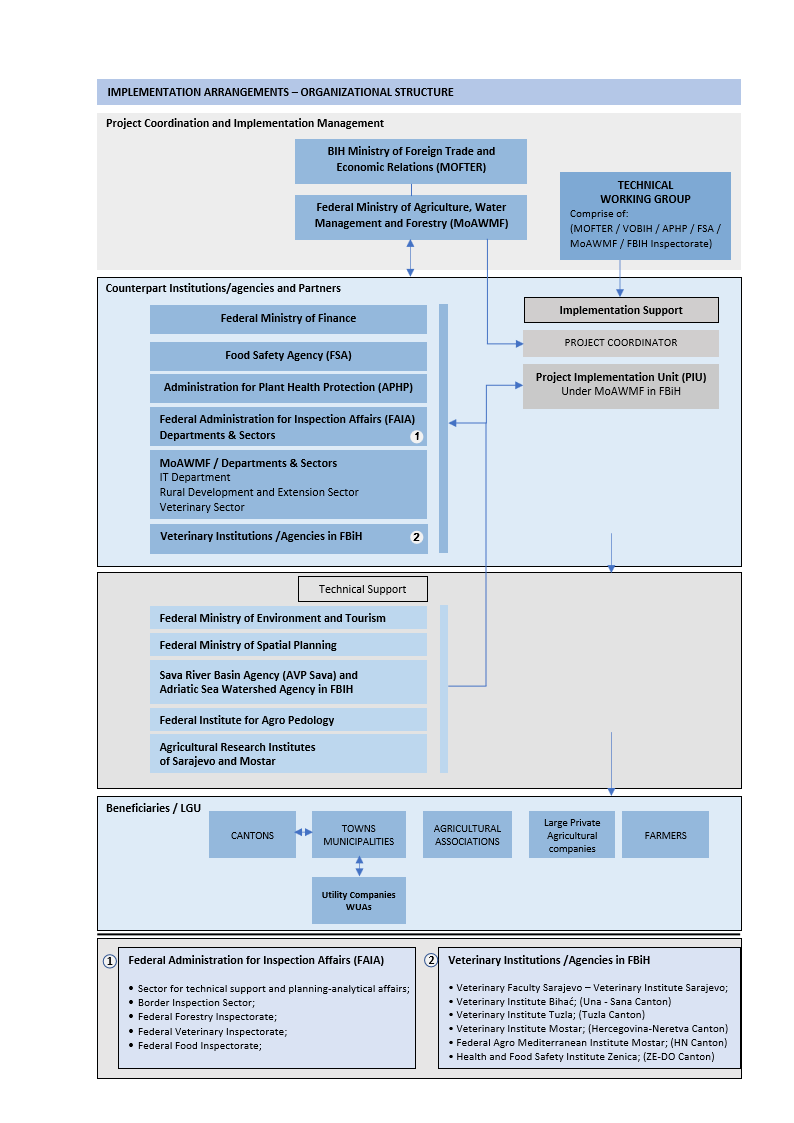 IMPLEMENTATION ARRANGEMENTS – ORGANIZATIONAL STRUCTURE
Project Coordination and Implementation Management
BIH Ministry of Foreign Trade and
Economic Relations (MOFTER)
Federal Ministry of Agriculture, Water
Management and Forestry (MoAWMF)
TECHNICAL
WORKING GROUP
Comprise of:
(MOFTER / VOBIH / APHP / FSA /
MoAWMF / FBIH Inspectorate)
Counterpart Institutions/agencies and Partners
Federal Ministry of Finance
Food Safety Agency (FSA)
Administration for Plant Health Protection (APHP)
Federal Administration for Inspection Affairs (FAIA)
Departments & Sectors
1
MoAWMF / Departments & Sectors
IT Department
Rural Development and Extension Sector
Veterinary Sector
Veterinary Institutions /Agencies in FBiH
2
Implementation Support
PROJECT COORDINATOR
Project Implementation Unit (PIU)
Under MoAWMF in FBiH
Technical Support
Federal Ministry of Environment and Tourism
Federal Ministry of Spatial Planning
Sava River Basin Agency (AVP Sava) and
Adriatic Sea Watershed Agency in FBIH
Federal Institute for Agro Pedology
Agricultural Research Institutes
of Sarajevo and Mostar
Beneficiaries / LGU
CANTONS
TOWNS
MUNICIPALITIES
AGRICULTURAL
ASSOCIATIONS
Large Private
Agricultural
companies
FARMERS
Utility Companies
WUAs
1
Federal Administration for Inspection Affairs (FAIA)
• Sector for technical support and planning-analytical affairs;
• Border Inspection Sector;
• Federal Forestry Inspectorate;
• Federal Veterinary Inspectorate;
• Federal Food Inspectorate;
2
Veterinary Institutions /Agencies in FBiH
• Veterinary Faculty Sarajevo – Veterinary Institute Sarajevo;
• Veterinary Institute Bihać; (Una - Sana Canton)
• Veterinary Institute Tuzla; (Tuzla Canton)
• Veterinary Institute Mostar; (Hercegovina-Neretva Canton)
• Federal Agro Mediterranean Institute Mostar; (HN Canton)
• Health and Food Safety Institute Zenica; (ZE-DO Canton)